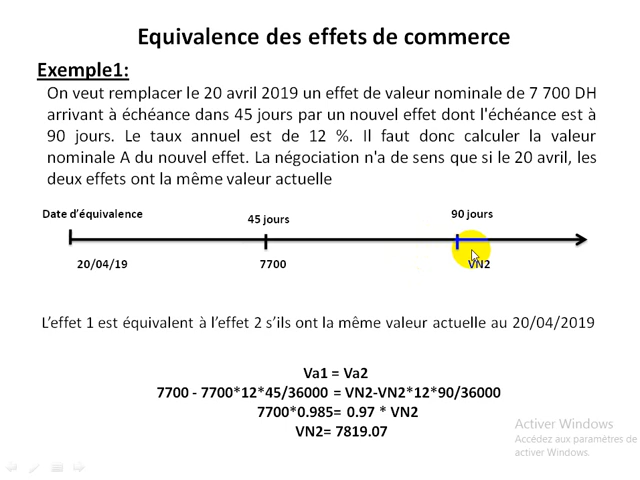 Equivalence des effets de commerce
Exemple1:
On veut remplacer le 20 avril 2019 un effet de valeur nominale de 7 700 DH
arrivant à échéance dans 45 jours par un nouvel effet dont l'échéance est à
90 jours. Le taux annuel est de 12 %. Il faut donc calculer la valeur
nominale A du nouvel effet. La négociation n'a de sens que si le 20 avril, les
deux effets ont la même valeur actuelle
Date d'équivalence
45 jours
90 jours
20/04/19
7700
VN2
L'effet 1 est équivalent à l'effet 2 s'ils ont la même valeur actuelle au 20/04/2019
Va1 = Va2
7700 - 7700*12*45/36000 = VN2-VN2*12*90/36000
7700*0.985= 0.97 * VN2
VN2= 7819.07
Activer Windows
Accédez aux paramètres de
activer Windows.